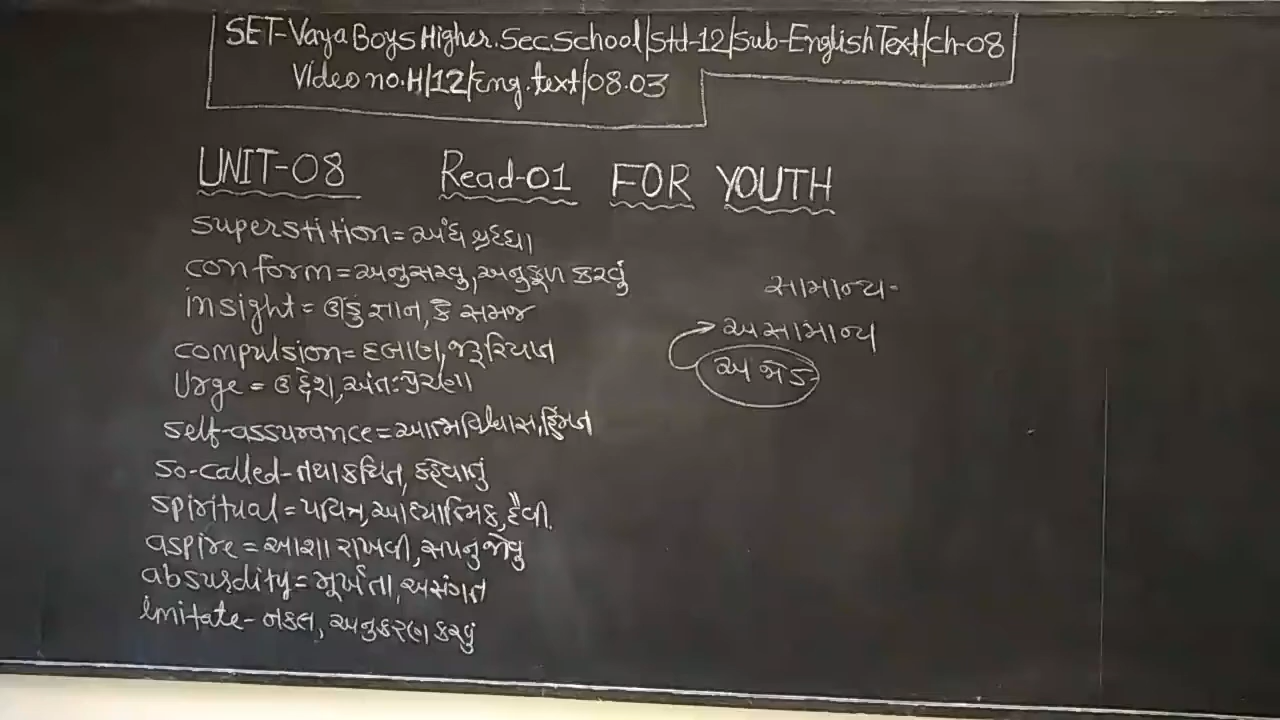 SET-Vaya Boys Higher.Sec.School/Std-12/Sub-English Text/Ch-08
Video no.H/12/Eng.text/08.03
UNIT-08 Read-01 FOR YOUTH
superstition=અંધ શ્રદ્ધા
conform=અનુસરવુ, અનુકૂળ કરવું
insight=ઊંડુ જ્ઞાન, કે સમજ
compulsion=દબાણ, જરૂરિયાત
Urge=ઉદ્દેશ, અંતઃપ્રેરણા
self-assurance=આત્મવિશ્વાસ, હિંમત
so-called-તથાકથિત, કહેવાનું
spiritual=પવિત્ર, આધ્યાત્મિક, દૈવી.
aspire=આશા રાખવી, સપનુ જોવુ
absurdity=મૂર્ખતા, અસંગત
imitate-નકલ, અનુકરણ કરવું
સામાન્ય-
અસામાન્ય
અજોડ-